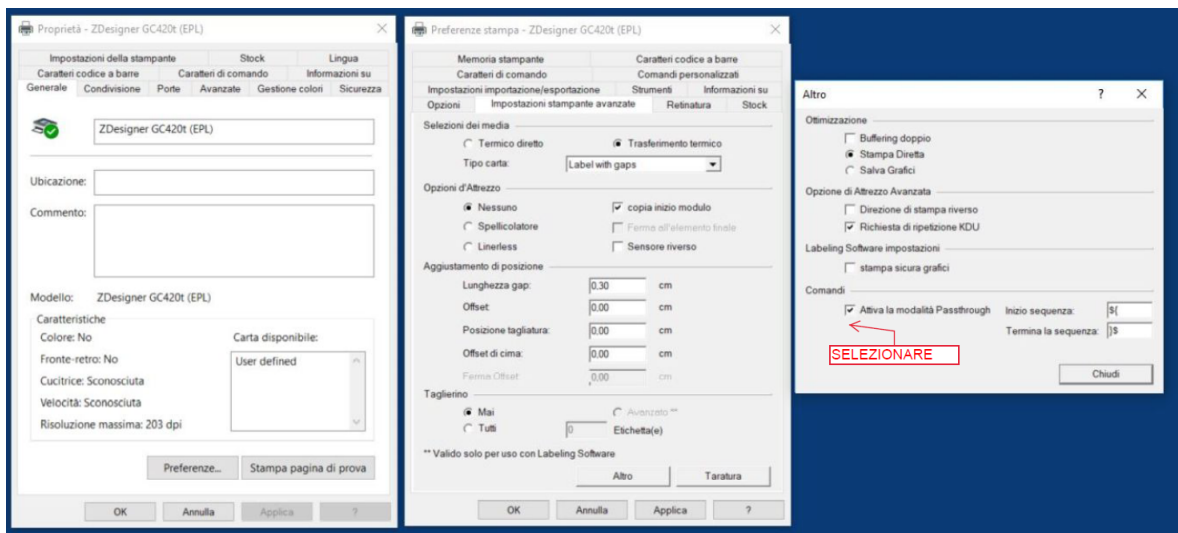 Proprietà - ZDesigner GC420t (EPL)
Impostazioni della stampante Stock Lingua
Caratteri codice a barre Caratteri di comando Informazioni su
Generale Condivisione Porte Avanzate Gestione colori Sicurezza
ZDesigner GC420t (EPL)
Ubicazione:
Commento:
Modello: ZDesigner GC420t (EPL)
Caratteristiche
Colore: No
Carta disponibile:
Fronte-retro: No
User defined
Cucitrice: Sconosciuta
Velocità: Sconosciuta
Risoluzione massima: 203 dpi
Preferenze... Stampa pagina di prova
OK Annulla Applica ?
Preferenze stampa - ZDesigner GC420t (EPL)
Memoria stampante Caratteri codice a barre
Caratteri di comando Comandi personalizzati
Impostazioni importazione/esportazione Strumenti Informazioni su
Opzioni Impostazioni stampante avanzate Retinatura Stock
Selezioni dei media
Termico diretto Trasferimento termico
Tipo carta: Label with gaps
Opzioni d'Attrezzo
Nessuno copia inizio modulo
Spellicolatore Ferma all'elemento finale
Linerless Sensore riverso
Aggiustamento di posizione
Lunghezza gap: 0.30 cm
Offset: 0,00 cm
Posizione tagliatura: 0,00 cm
Offset di cima: 0,00 cm
Ferma Offset 0,00 cm
Taglierino
Mai Avanzato **
Tutti 0 Etichetta(e)
** Valido solo per uso con Labeling Software
Altro Taratura
OK Annulla Applica ?
Altro ?
Ottimizzazione
Buffering doppio
Stampa Diretta
Salva Grafici
Opzione di Attrezzo Avanzata
Direzione di stampa riverso
Richiesta di ripetizione KDU
Labeling Software impostazioni
stampa sicura grafici
Comandi
Attiva la modalità Passthrough Inizio sequenza: ${
Termina la sequenza: }$
SELEZIONARE
Chiudi